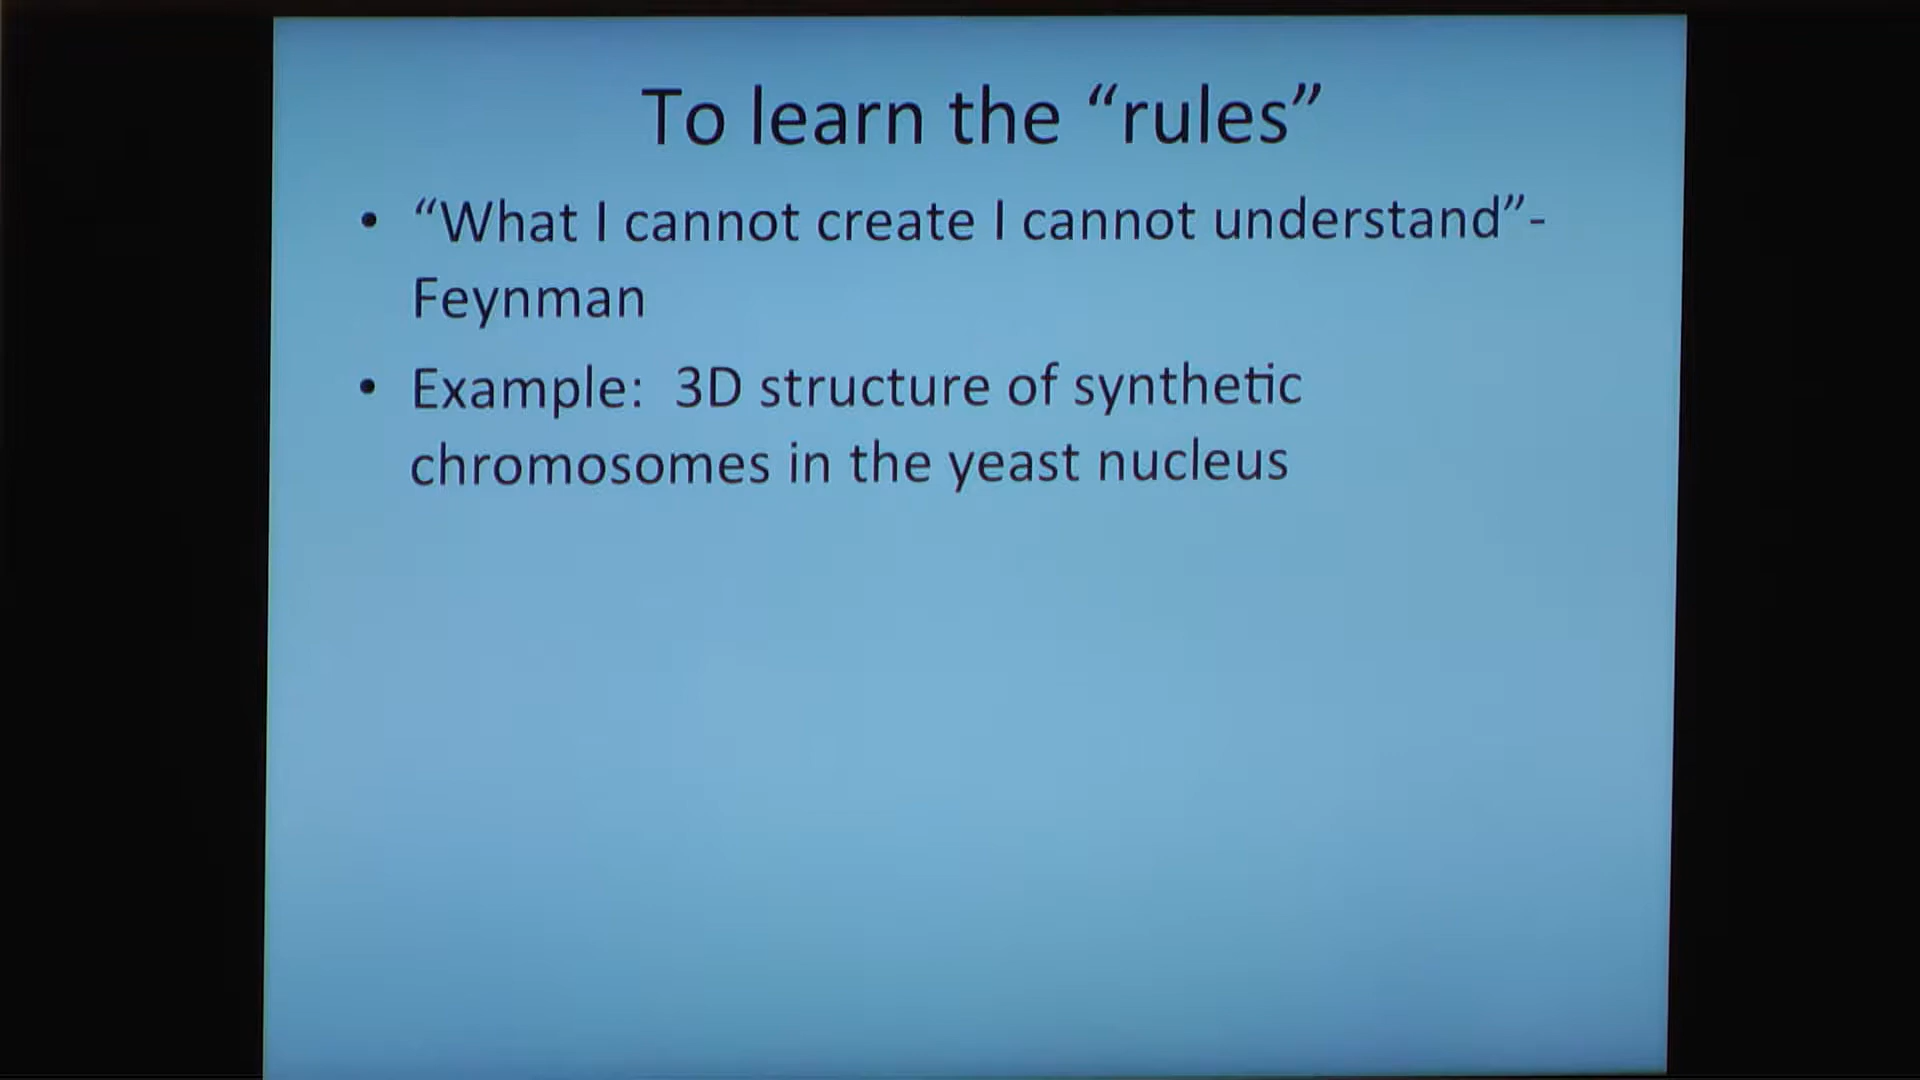 To learn the “rules”
• “What I cannot create I cannot understand”-
Feynman
• Example:  3D structure of synthetic
chromosomes in the yeast nucleus